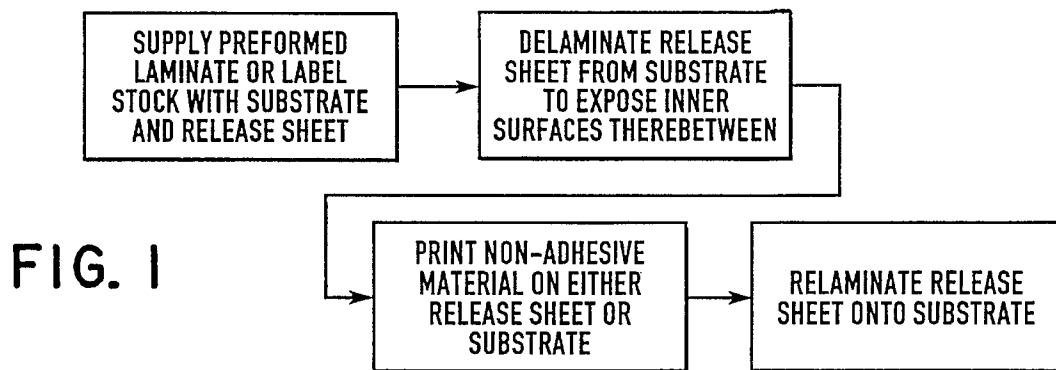 SUPPLY PREFORMED
LAMINATE OR LABEL
STOCK WITH SUBSTRATE
AND RELEASE SHEET
DELAMINATE RELEASE
SHEET FROM SUBSTRATE
TO EXPOSE INNER
SURFACES THEREBETWEEN
FIG. 1
PRINT NON-ADHESIVE
MATERIAL ON EITHER
RELEASE SHEET OR
SUBSTRATE
RELAMINATE RELEASE
SHEET ONTO SUBSTRATE